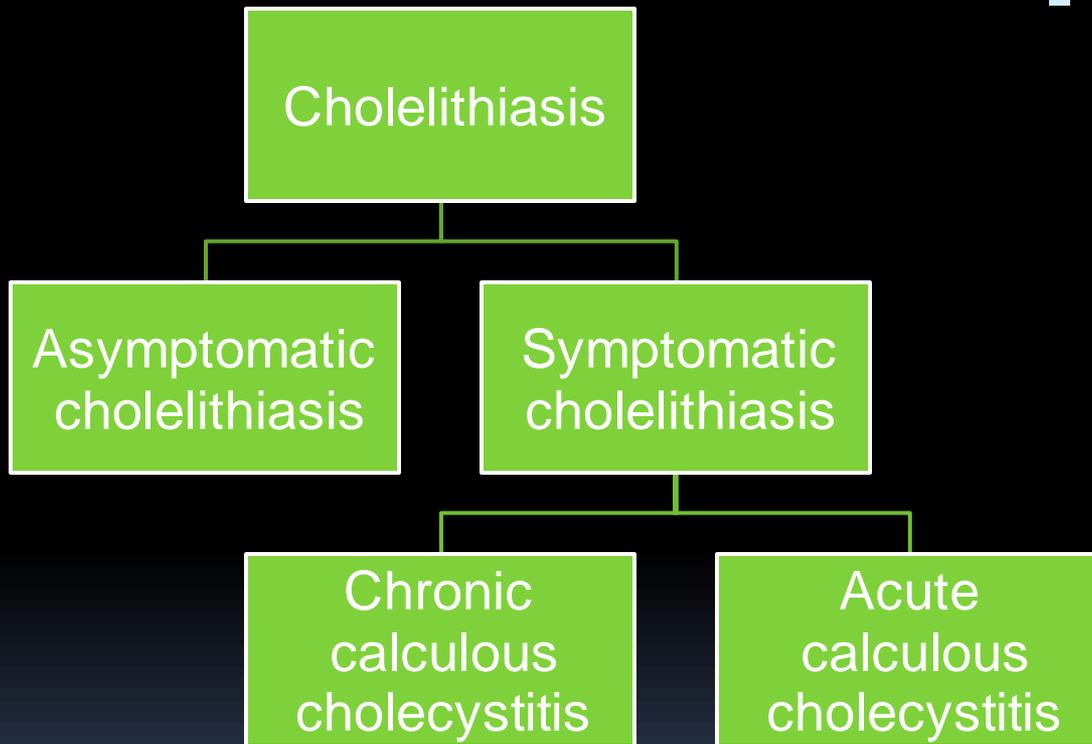 Cholelithiasis
Asymptomatic
cholelithiasis
Symptomatic
cholelithiasis
Chronic
calculous
cholecystitis
Acute
calculous
cholecystitis